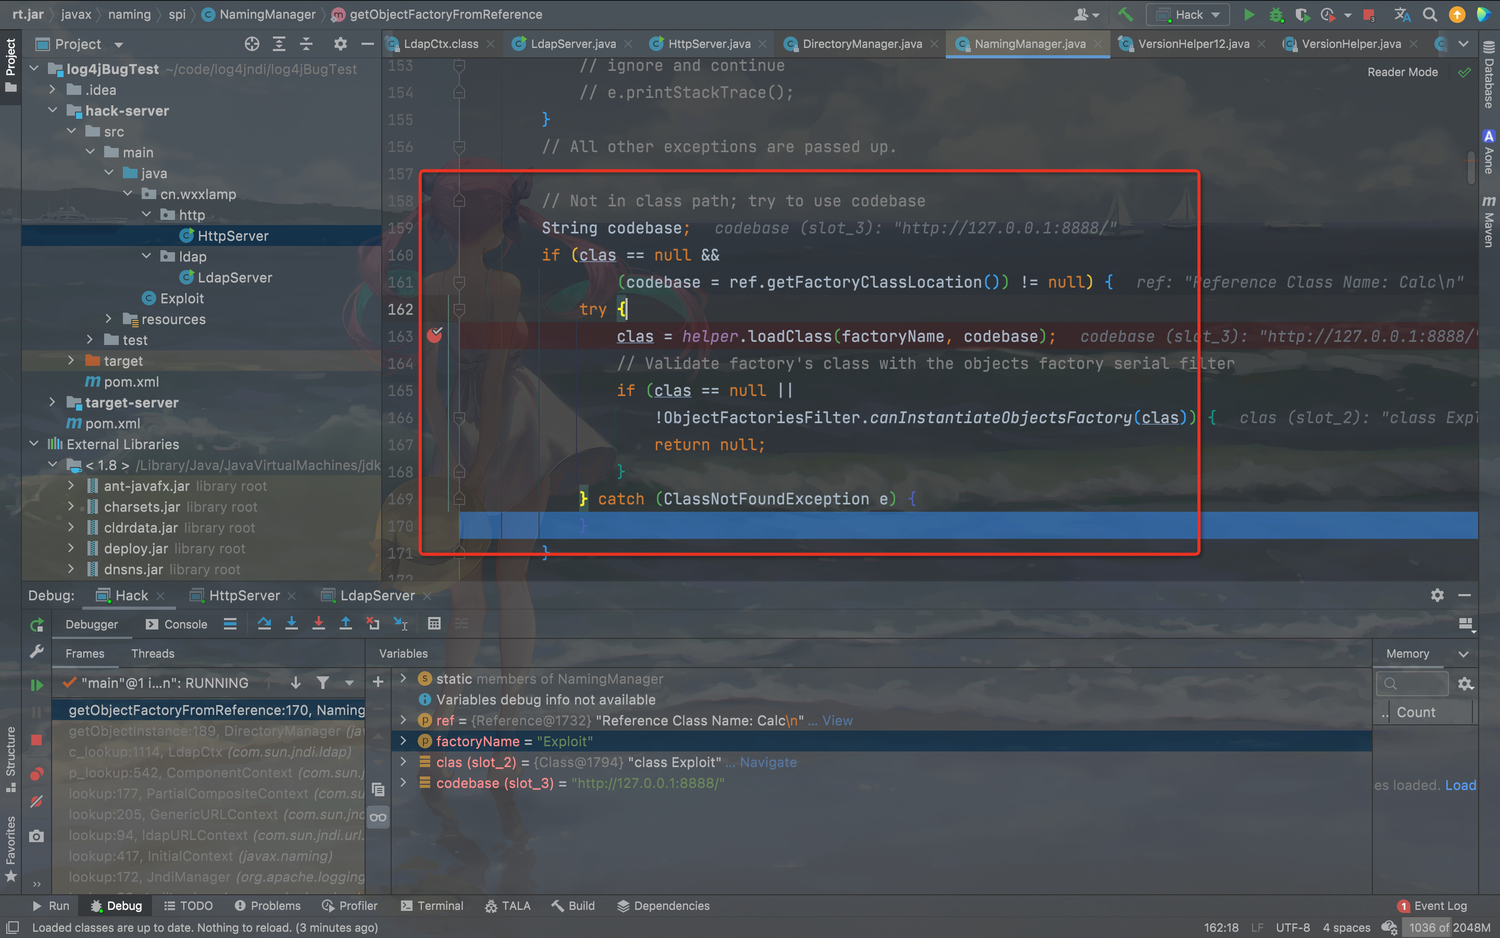 rt.jar javax naming spi NamingManager getObjectFactoryFromReference Hack
Project LdapCtx.class LdapServer.java HttpServer.java DirectoryManager.java NamingManager.java VersionHelper12.java VersionHelper.java
Project
log4jBugTest ~/code/log4jndi/log4jBugTest
.idea
hack-server
src
main
java
cn.wxxlamp
http
HttpServer
ldap
LdapServer
Exploit
resources
test
target
pom.xml
target-server
pom.xml
External Libraries
< 1.8 > /Library/Java/JavaVirtualMachines/jdk
ant-javafx.jar library root
charsets.jar library root
cldrdata.jar library root
deploy.jar library root
dnsns.jar library root
Reader Mode
153 // ignore and continue
154 // e.printStackTrace();
155 }
156 // All other exceptions are passed up.
157
158 // Not in class path; try to use codebase
159 String codebase; codebase (slot_3): "http://127.0.0.1:8888/"
160 if (clas == null &&
161 (codebase = ref.getFactoryClassLocation()) != null) { ref: "Reference Class Name: Calc\n"
162 try {
163 clas = helper.loadClass(factoryName, codebase); codebase (slot_3): "http://127.0.0.1:8888/"
164 // Validate factory's class with the objects factory serial filter
165 if (clas == null ||
166 !ObjectFactoriesFilter.canInstantiateObjectsFactory(clas)) { clas (slot_2): "class Expl
167 return null;
168 }
169 } catch (ClassNotFoundException e) {
170 }
171 }
172
Database
Aone
Maven
Structure
Favorites
Debug: Hack HttpServer LdapServer
Debugger Console
Frames Threads Variables Memory
"main"@1 i...n": RUNNING
getObjectFactoryFromReference:170, Naming
getObjectInstance:189, DirectoryManager (jav
c_lookup:1114, LdapCtx (com.sun.jndi.ldap)
p_lookup:542, ComponentContext (com.sun.j
lookup:177, PartialCompositeContext (com.su
lookup:205, GenericURLContext (com.sun.jnd
lookup:94, ldapURLContext (com.sun.jndi.url.
lookup:417, InitialContext (javax.naming)
lookup:172, JndiManager (org.apache.logging
static members of NamingManager
Variables debug info not available
ref = {Reference@1732} "Reference Class Name: Calc\n" ... View
factoryName = "Exploit"
clas (slot_2) = {Class@1794} "class Exploit" ... Navigate
codebase (slot_3) = "http://127.0.0.1:8888/"
.. Count
es loaded. Load
Run Debug TODO Problems Profiler Terminal TALA Build Dependencies 1 Event Log
Loaded classes are up to date. Nothing to reload. (3 minutes ago) 162:18 LF UTF-8 4 spaces 1036 of 2048M